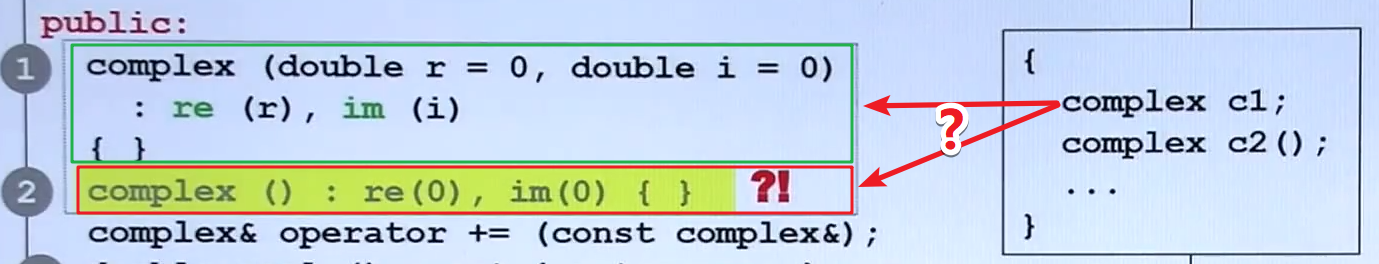 public:
1
complex (double r = 0, double i = 0)
: re (r), im (i)
{ }
2
complex () : re(0), im(0) { }
?!
complex& operator += (const complex&);
?
{
complex c1;
complex c2();
...
}